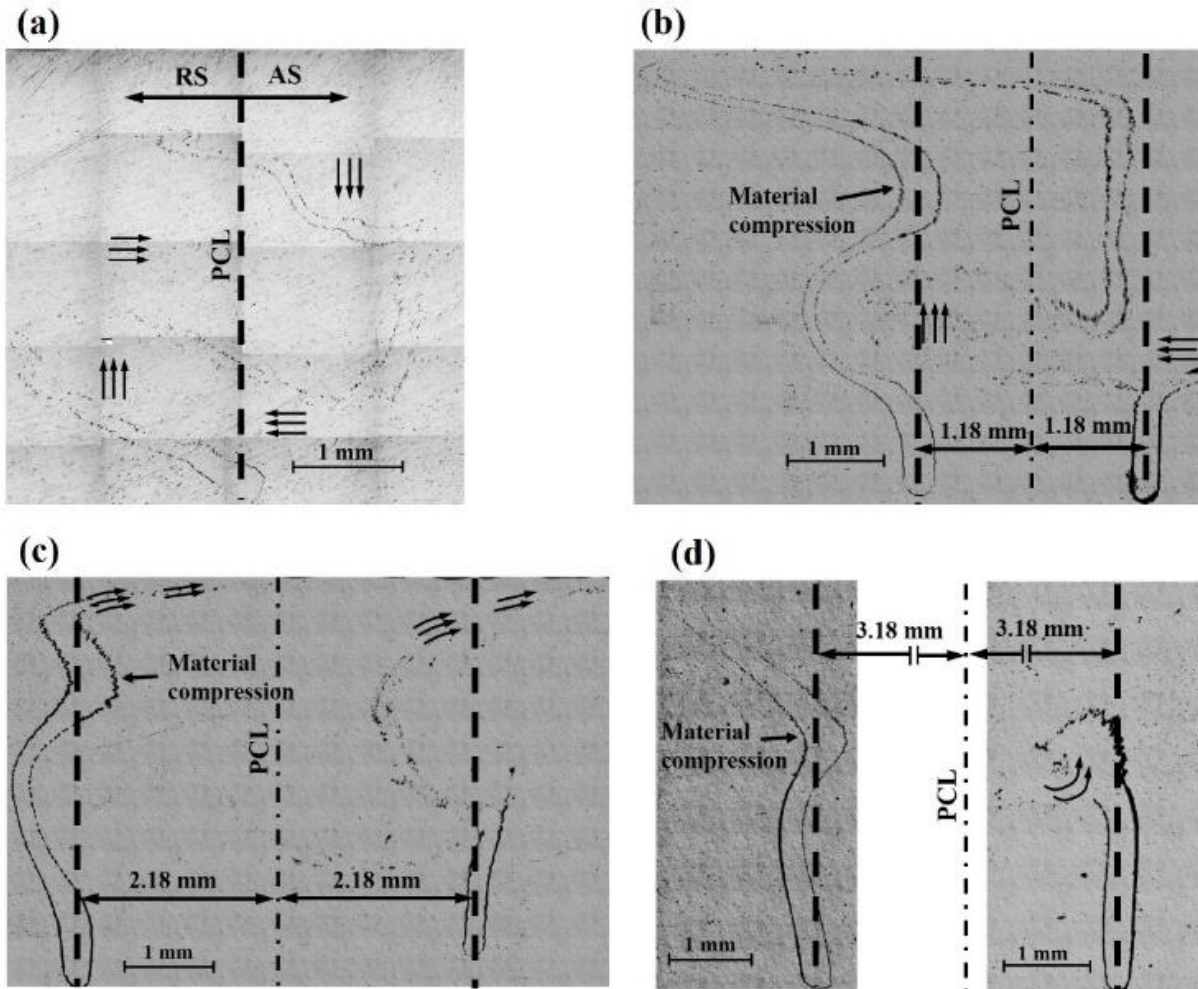 (a)
RS AS
PCL
1 mm
(b)
Material
compression
PCL
1.18 mm 1.18 mm
1 mm
(c)
Material
compression
PCL
2.18 mm 2.18 mm
1 mm
(d)
3.18 mm 3.18 mm
Material
compression
PCL
1 mm 1 mm